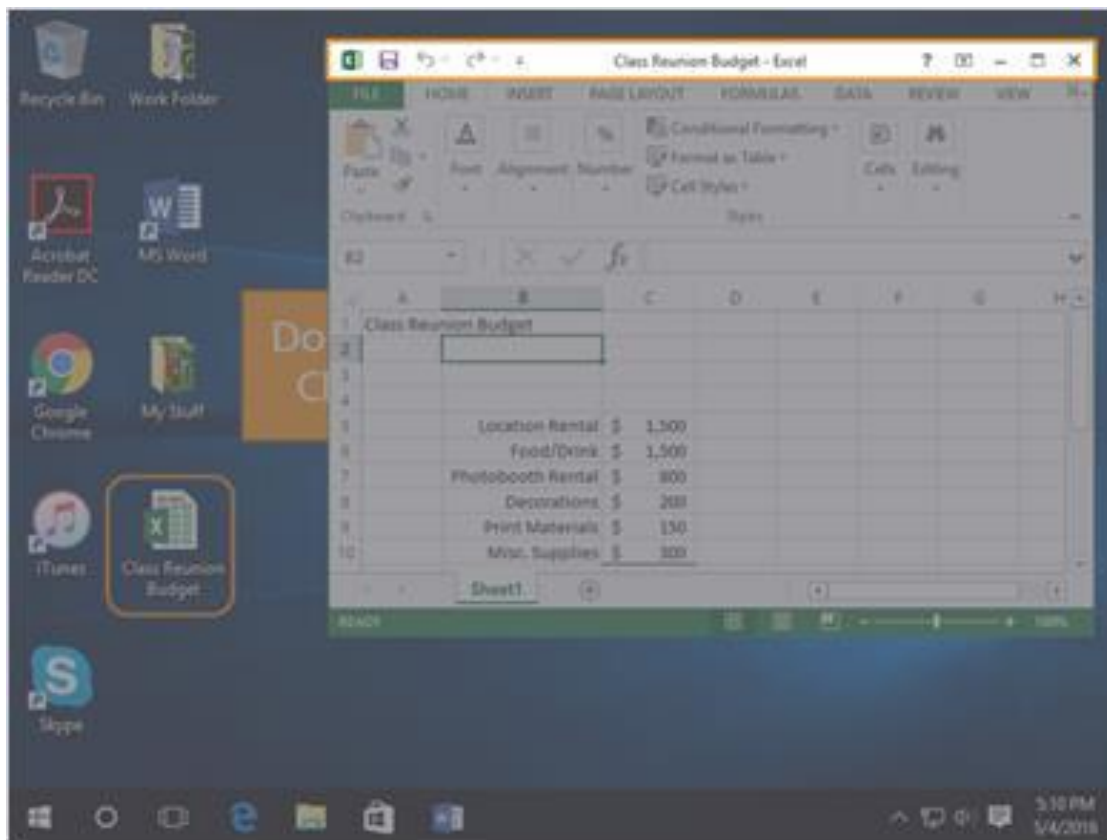 Recycle Bin
Work Folder
Acrobat
Reader DC
MS Word
Google
Chrome
My Stuff
iTunes
Class Reunion
Budget
Skype
Do
Cl
Class Reunion Budget - Excel
FILE HOME INSERT PAGE LAYOUT FORMULAS DATA REVIEW VIEW
Paste
Font
Alignment
Number
Conditional Formatting
Format as Table
Cell Styles
Cells
Editing
Clipboard
Styles
B2
fx
A B C D E F G H
1 Class Reunion Budget
2
3
4
5 Location Rental $ 1,500
6 Food/Drink $ 1,500
7 Photobooth Rental $ 800
8 Decorations $ 200
9 Print Materials $ 150
10 Misc. Supplies $ 300
Sheet1
READY
100%
5:10 PM
5/4/2016